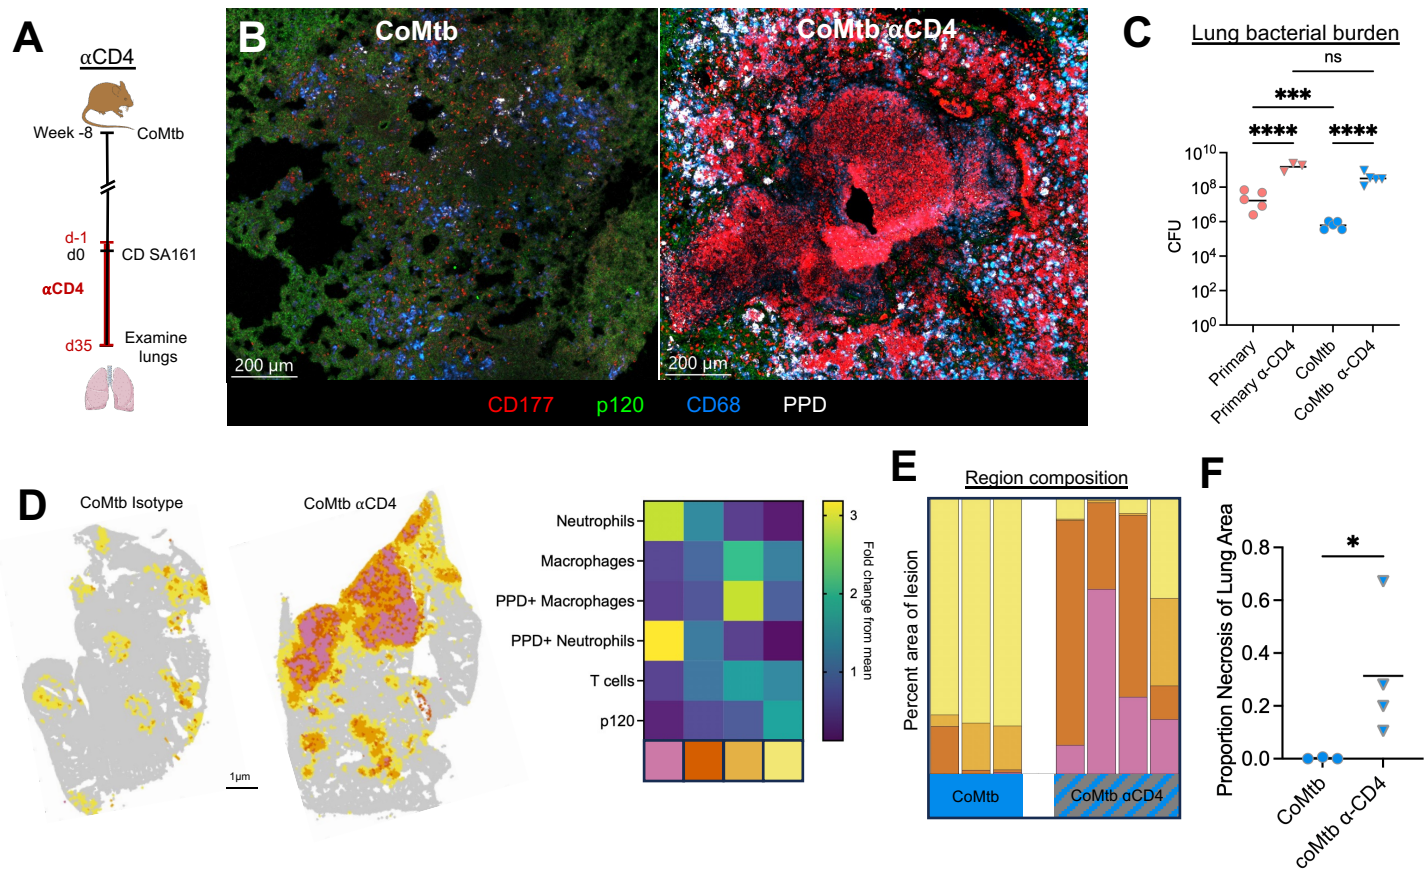 A
αCD4
Week -8
CoMtb
d-1
d0
CD SA161
αCD4
d35
Examine
lungs
B
CoMtb
CoMtb αCD4
200 µm
200 µm
CD177 p120 CD68 PPD
C
Lung bacterial burden
ns
***
**** ****
CFU
10^10
10^8
10^6
10^4
10^2
10^0
Primary
Primary α-CD4
CoMtb
CoMtb α-CD4
D
CoMtb Isotype
CoMtb αCD4
1µm
Neutrophils
Macrophages
PPD+ Macrophages
PPD+ Neutrophils
T cells
p120
3
2
1
Fold change from mean
E
Region composition
Percent area of lesion
CoMtb
CoMtb αCD4
F
Proportion Necrosis of Lung Area
*
0.8
0.6
0.4
0.2
0.0
CoMtb
coMtb α-CD4